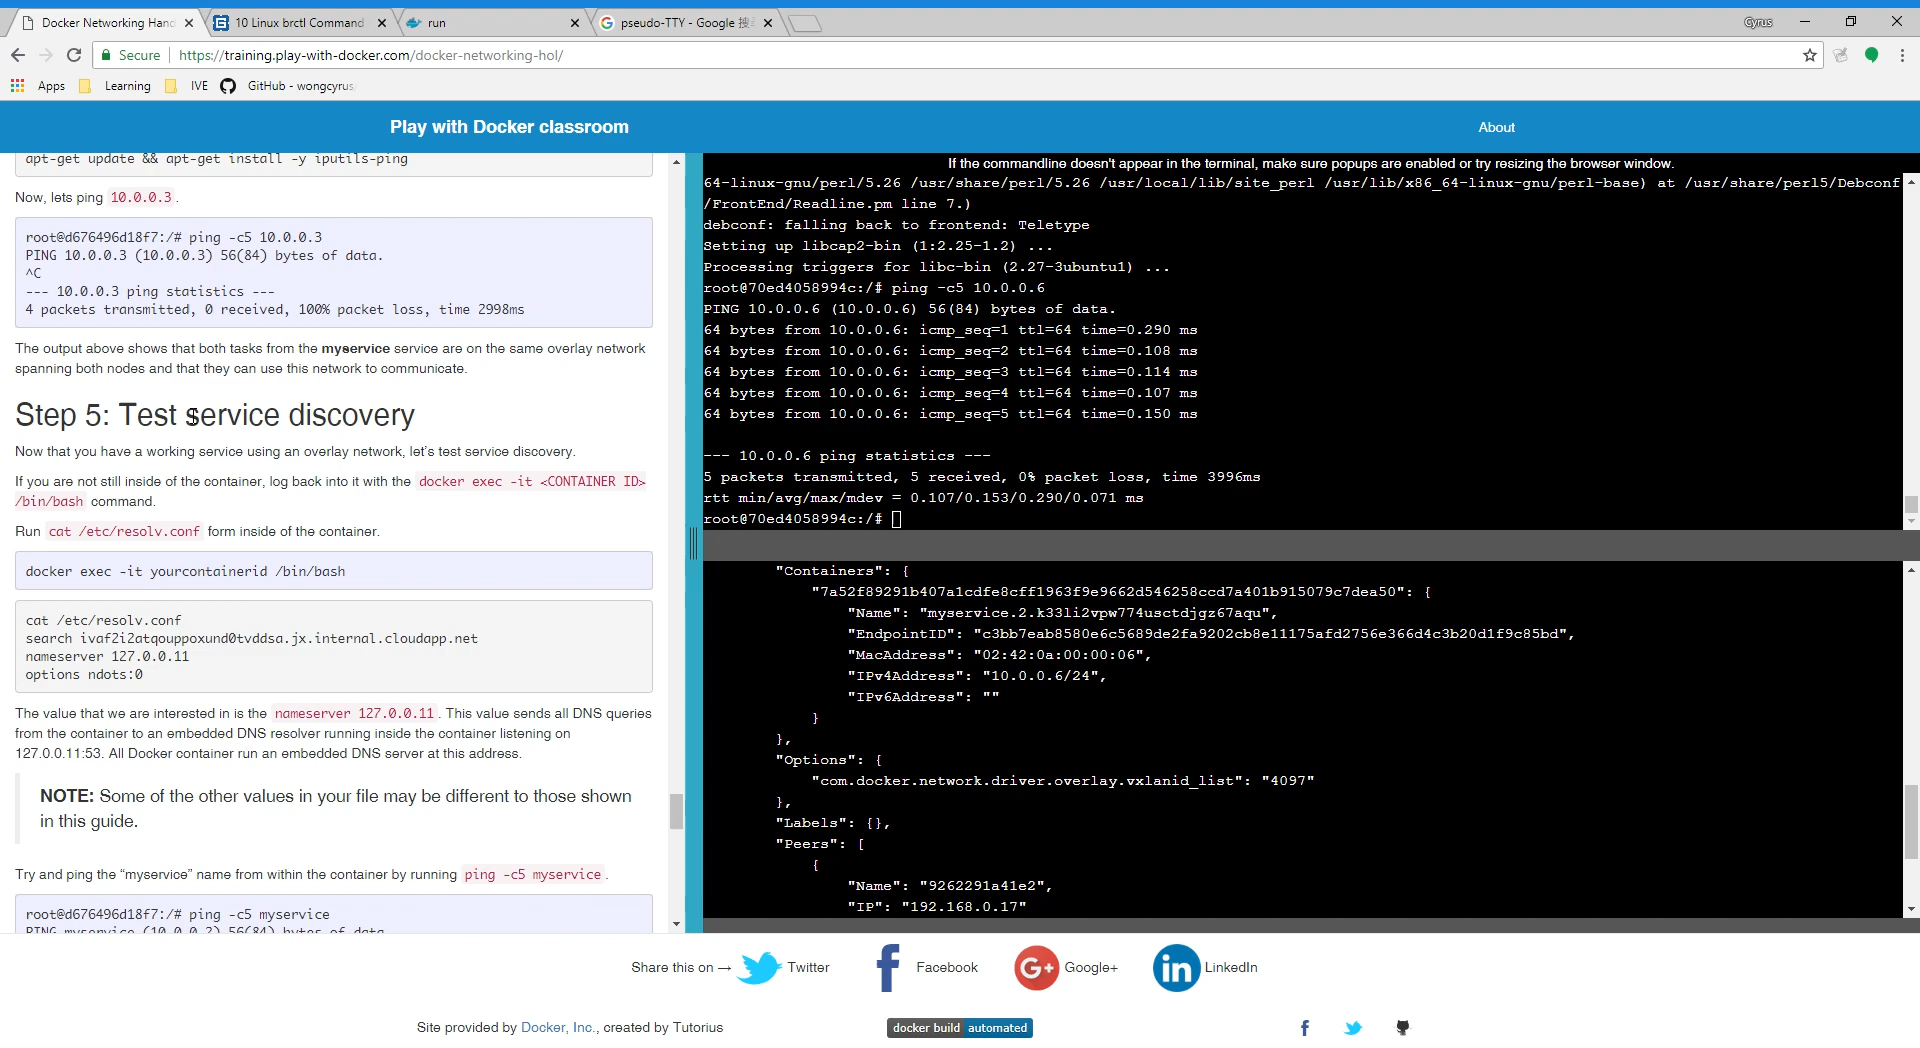 Docker Networking Hand
10 Linux brctl Command
run
pseudo-TTY - Google 搜
Cyrus
Secure
https://training.play-with-docker.com/docker-networking-hol/
Apps
Learning
IVE
GitHub - wongcyrus
Play with Docker classroom
About
apt-get update && apt-get install -y iputils-ping
Now, lets ping 10.0.0.3.
root@d676496d18f7:/# ping -c5 10.0.0.3
PING 10.0.0.3 (10.0.0.3) 56(84) bytes of data.
^C
--- 10.0.0.3 ping statistics ---
4 packets transmitted, 0 received, 100% packet loss, time 2998ms
The output above shows that both tasks from the myservice service are on the same overlay network
spanning both nodes and that they can use this network to communicate.
Step 5: Test service discovery
Now that you have a working service using an overlay network, let's test service discovery.
If you are not still inside of the container, log back into it with the docker exec -it <CONTAINER ID>
/bin/bash command.
Run cat /etc/resolv.conf form inside of the container.
docker exec -it yourcontainerid /bin/bash
cat /etc/resolv.conf
search ivaf2i2atqouppoxund0tvddsa.jx.internal.cloudapp.net
nameserver 127.0.0.11
options ndots:0
The value that we are interested in is the nameserver 127.0.0.11. This value sends all DNS queries
from the container to an embedded DNS resolver running inside the container listening on
127.0.0.11:53. All Docker container run an embedded DNS server at this address.
NOTE: Some of the other values in your file may be different to those shown
in this guide.
Try and ping the “myservice” name from within the container by running ping -c5 myservice.
root@d676496d18f7:/# ping -c5 myservice
PING myservice (10.0.0.2) 56(84) bytes of data.
If the commandline doesn't appear in the terminal, make sure popups are enabled or try resizing the browser window.
64-linux-gnu/perl/5.26 /usr/share/perl/5.26 /usr/local/lib/site_perl /usr/lib/x86_64-linux-gnu/perl-base) at /usr/share/perl5/Debconf
/FrontEnd/Readline.pm line 7.)
debconf: falling back to frontend: Teletype
Setting up libcap2-bin (1:2.25-1.2) ...
Processing triggers for libc-bin (2.27-3ubuntu1) ...
root@70ed4058994c:/# ping -c5 10.0.0.6
PING 10.0.0.6 (10.0.0.6) 56(84) bytes of data.
64 bytes from 10.0.0.6: icmp_seq=1 ttl=64 time=0.290 ms
64 bytes from 10.0.0.6: icmp_seq=2 ttl=64 time=0.108 ms
64 bytes from 10.0.0.6: icmp_seq=3 ttl=64 time=0.114 ms
64 bytes from 10.0.0.6: icmp_seq=4 ttl=64 time=0.107 ms
64 bytes from 10.0.0.6: icmp_seq=5 ttl=64 time=0.150 ms
--- 10.0.0.6 ping statistics ---
5 packets transmitted, 5 received, 0% packet loss, time 3996ms
rtt min/avg/max/mdev = 0.107/0.153/0.290/0.071 ms
root@70ed4058994c:/#
"Containers": {
"7a52f89291b407a1cdfe8cff1963f9e9662d546258ccd7a401b915079c7dea50": {
"Name": "myservice.2.k33li2vpw774usctdjgz67aqu",
"EndpointID": "c3bb7eab8580e6c5689de2fa9202cb8e11175afd2756e366d4c3b20d1f9c85bd",
"MacAddress": "02:42:0a:00:00:06",
"IPv4Address": "10.0.0.6/24",
"IPv6Address": ""
}
},
"Options": {
"com.docker.network.driver.overlay.vxlanid_list": "4097"
},
"Labels": {},
"Peers": [
{
"Name": "9262291a41e2",
"IP": "192.168.0.17"
Share this on → Twitter Facebook Google+ LinkedIn
Site provided by Docker, Inc., created by Tutorius
docker build automated